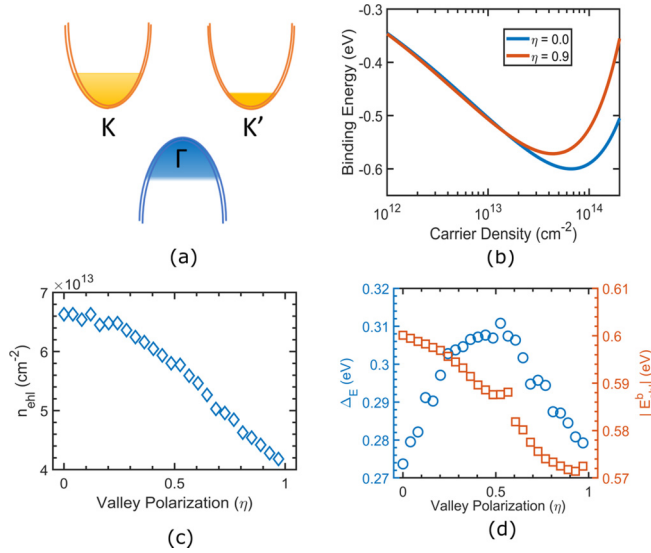 K
K'
Γ
(a)
-0.3
-0.4
-0.5
-0.6
Binding Energy (eV)
η = 0.0
η = 0.9
10^12
10^13
10^14
Carrier Density (cm^-2)
(b)
×10^13
7
6
5
4
n_ehl (cm^-2)
0
0.5
1
Valley Polarization (η)
(c)
0.32
0.31
0.3
0.29
0.28
0.27
Δ_E (eV)
0.61
0.6
0.59
0.58
0.57
| E^b...| (eV)
0
0.5
1
Valley Polarization (η)
(d)